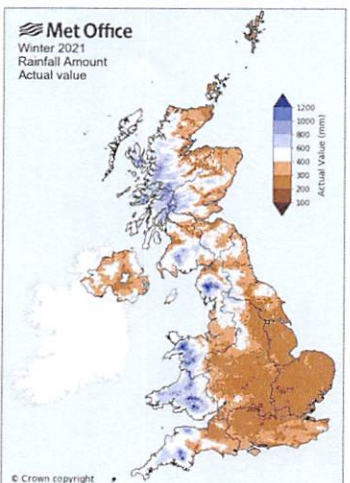 Met Office
Winter 2021
Rainfall Amount
Actual value
1200
1000
800
600
400
300
200
100
Actual Value (mm)
© Crown copyright